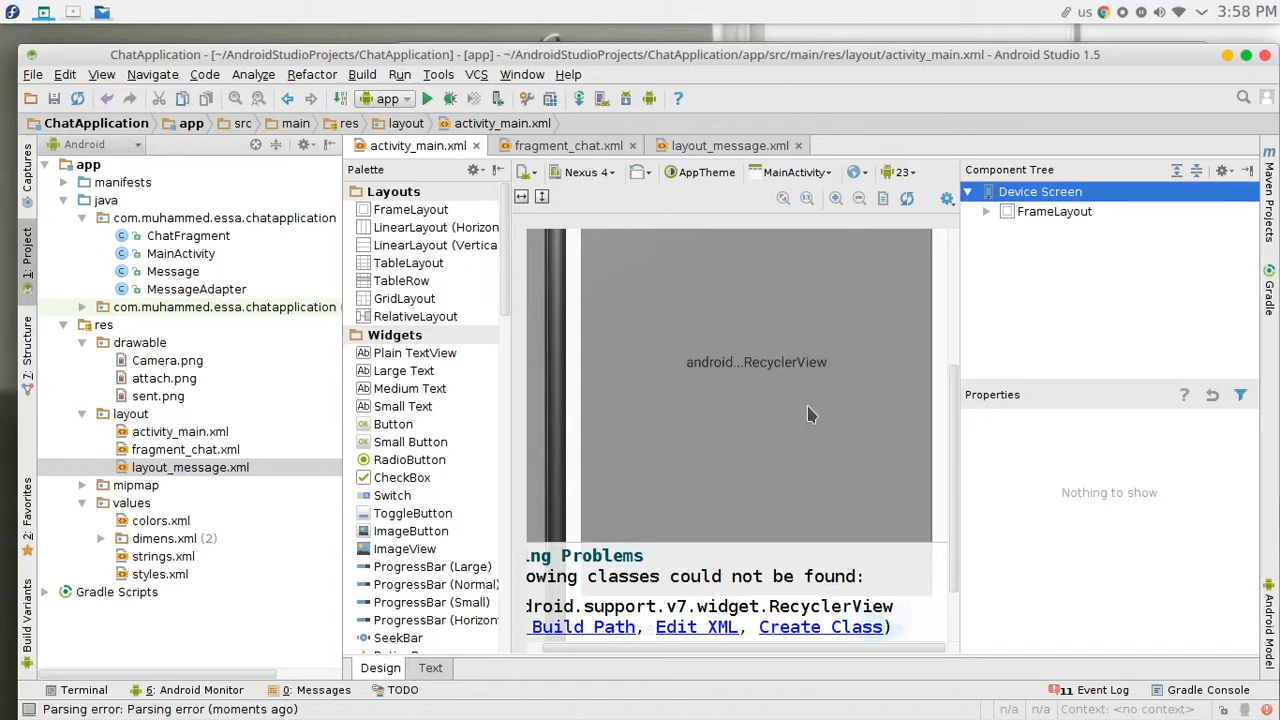 us
3:58 PM
ChatApplication - [~/AndroidStudioProjects/ChatApplication] - [app] - ~/AndroidStudioProjects/ChatApplication/app/src/main/res/layout/activity_main.xml - Android Studio 1.5
File Edit View Navigate Code Analyze Refactor Build Run Tools VCS Window Help
app
ChatApplication app src main res layout activity_main.xml
Android
activity_main.xml fragment_chat.xml layout_message.xml
Captures
1: Project
7: Structure
2: Favorites
Build Variants
app
manifests
java
com.muhammed.essa.chatapplication
ChatFragment
MainActivity
Message
MessageAdapter
com.muhammed.essa.chatapplication (
res
drawable
Camera.png
attach.png
sent.png
layout
activity_main.xml
fragment_chat.xml
layout_message.xml
mipmap
values
colors.xml
dimens.xml (2)
strings.xml
styles.xml
Gradle Scripts
Palette
Layouts
FrameLayout
LinearLayout (Horizon
LinearLayout (Vertica
TableLayout
TableRow
GridLayout
RelativeLayout
Widgets
Ab Plain TextView
Ab Large Text
Ab Medium Text
Ab Small Text
OK Button
OK Small Button
RadioButton
CheckBox
Switch
ToggleButton
ImageButton
ImageView
ProgressBar (Large)
ProgressBar (Normal)
ProgressBar (Small)
ProgressBar (Horizon
SeekBar
Nexus 4 AppTheme MainActivity 23
android...RecyclerView
ing Problems
owing classes could not be found:
droid.support.v7.widget.RecyclerView
Build Path, Edit XML, Create Class)
Design Text
Component Tree
Device Screen
FrameLayout
Properties
Nothing to show
Maven Projects
Gradle
Android Model
Terminal 6: Android Monitor 0: Messages TODO 11 Event Log Gradle Console
Parsing error: Parsing error (moments ago) n/a n/a Context: <no context>